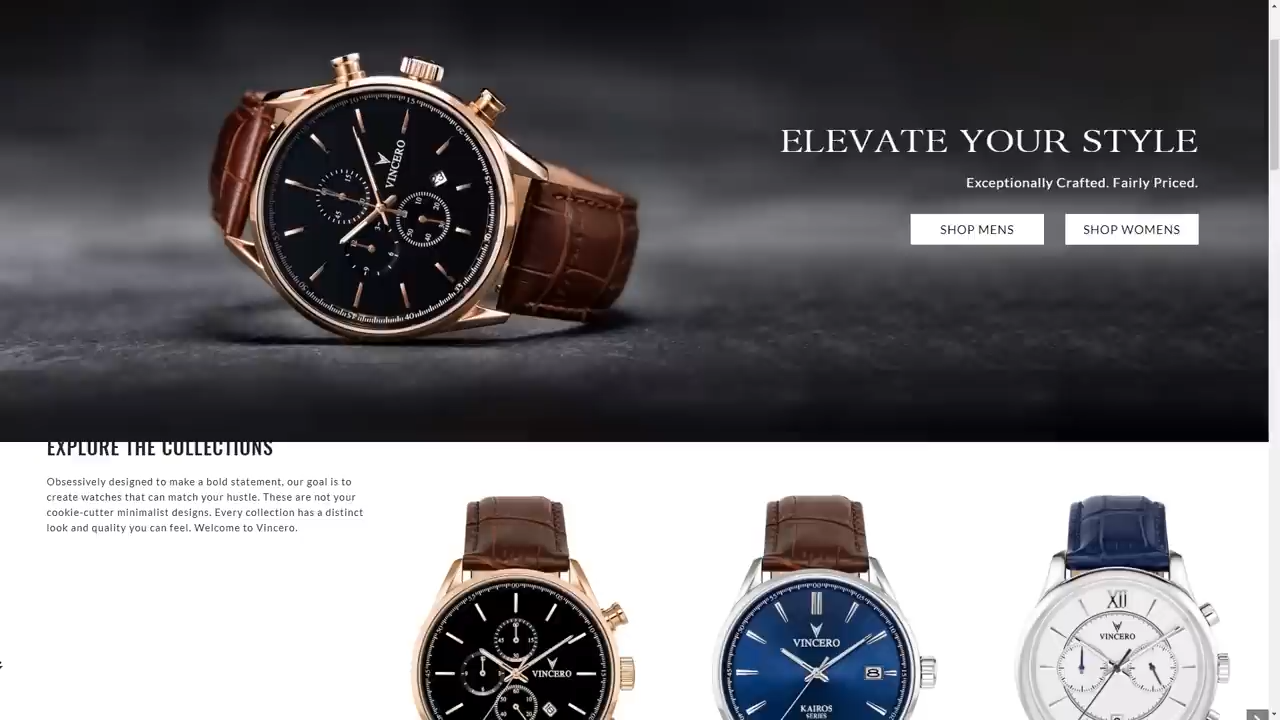 VINCERO
ELEVATE YOUR STYLE
Exceptionally Crafted. Fairly Priced.
SHOP MENS
SHOP WOMENS
EXPLORE THE COLLECTIONS
Obsessively designed to make a bold statement, our goal is to
create watches that can match your hustle. These are not your
cookie-cutter minimalist designs. Every collection has a distinct
look and quality you can feel. Welcome to Vincero.
VINCERO
VINCERO
8
KAIROS
SERIES
XII
VINCERO